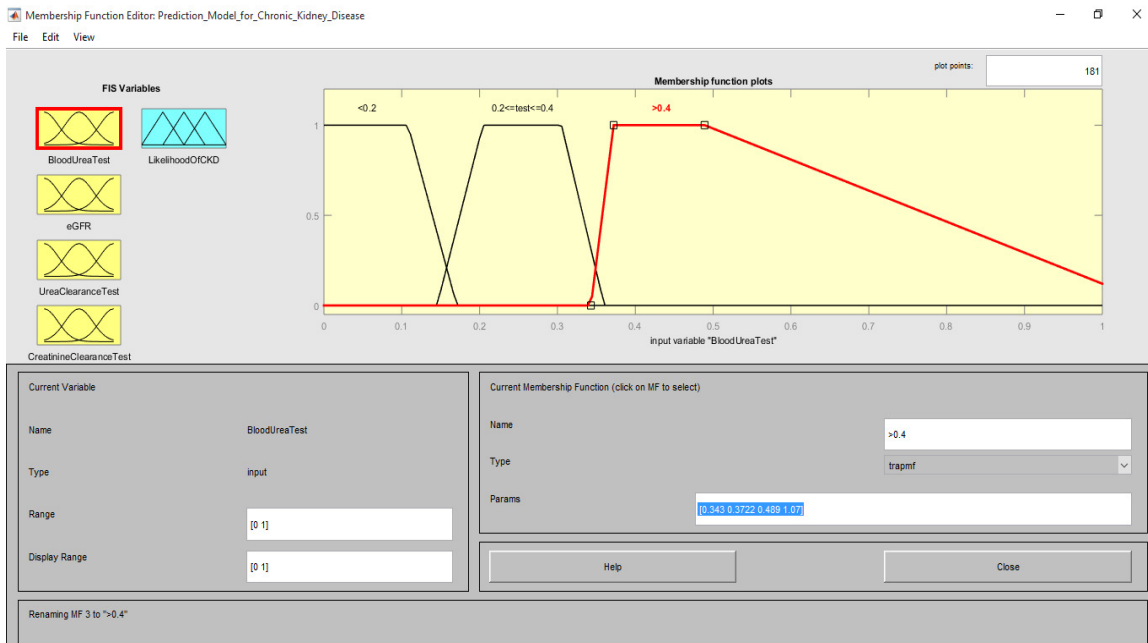 Membership Function Editor: Prediction_Model_for_Chronic_Kidney_Disease
File Edit View
FIS Variables
BloodUreaTest
LikelihoodOfCKD
eGFR
UreaClearanceTest
CreatinineClearanceTest
plot points:
181
Membership function plots
<0.2
0.2<=test<=0.4
>0.4
1
0.5
0
0 0.1 0.2 0.3 0.4 0.5 0.6 0.7 0.8 0.9 1
input variable "BloodUreaTest"
Current Variable
Name BloodUreaTest
Type input
Range [0 1]
Display Range [0 1]
Current Membership Function (click on MF to select)
Name >0.4
Type trapmf
Params [0.343 0.3722 0.489 1.07]
Help
Close
Renaming MF 3 to ">0.4"